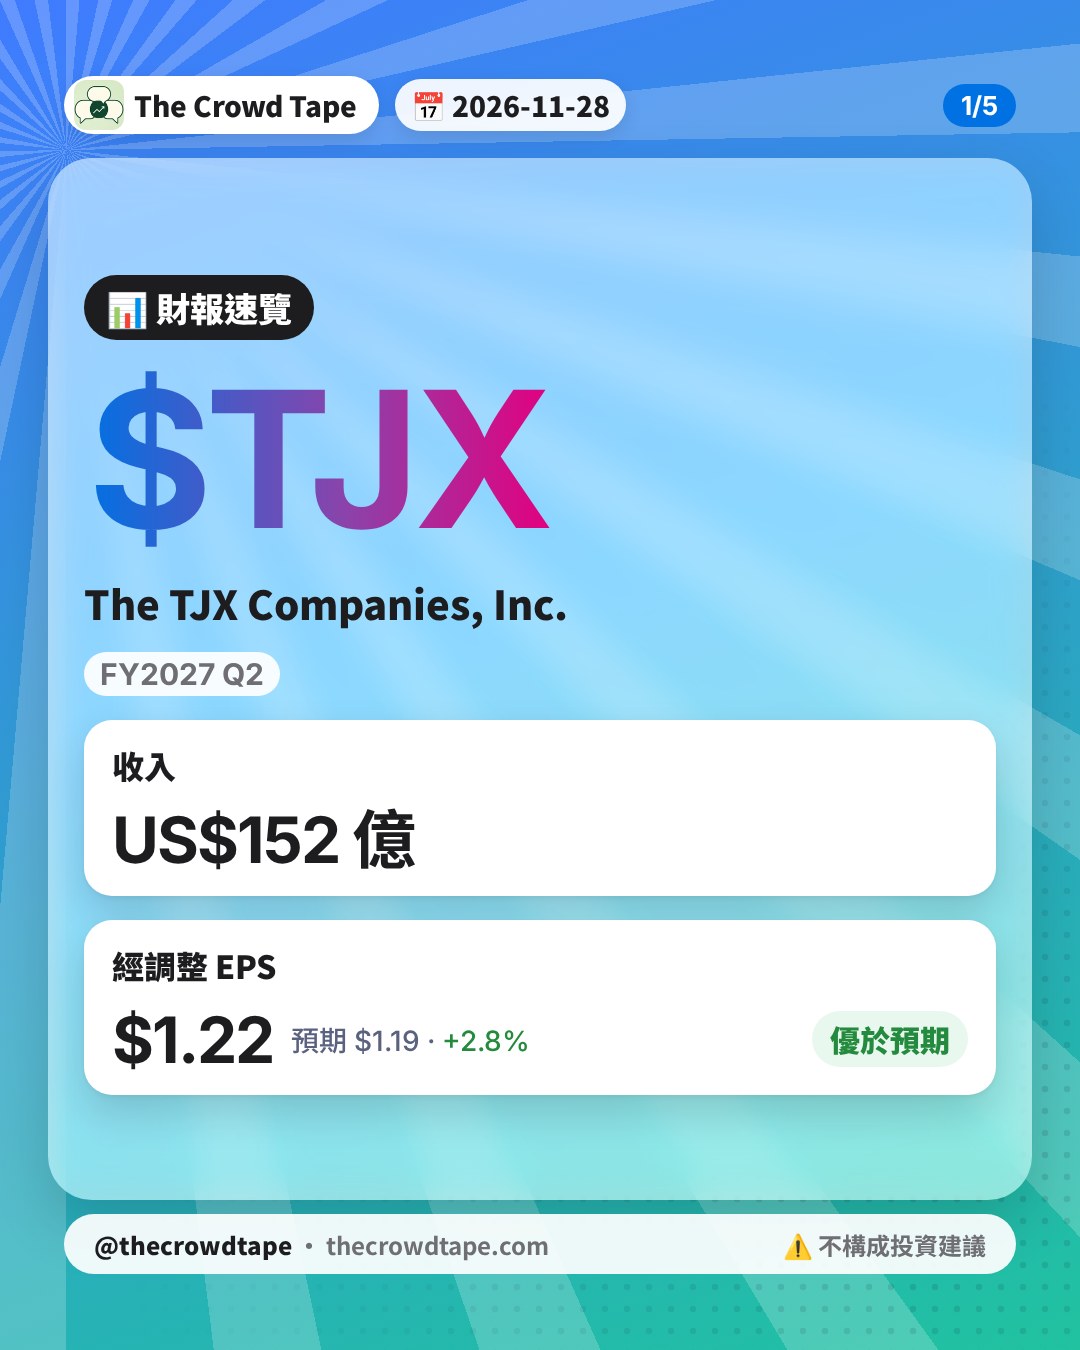 The Crowd Tape
📅 2026-11-28
1/5
📊 財報速覽
$TJX
The TJX Companies, Inc.
FY2027 Q2
收入
US$152 億
經調整 EPS
$1.22 預期 $1.19 · +2.8% 優於預期
@thecrowdtape • thecrowdtape.com ⚠️ 不構成投資建議